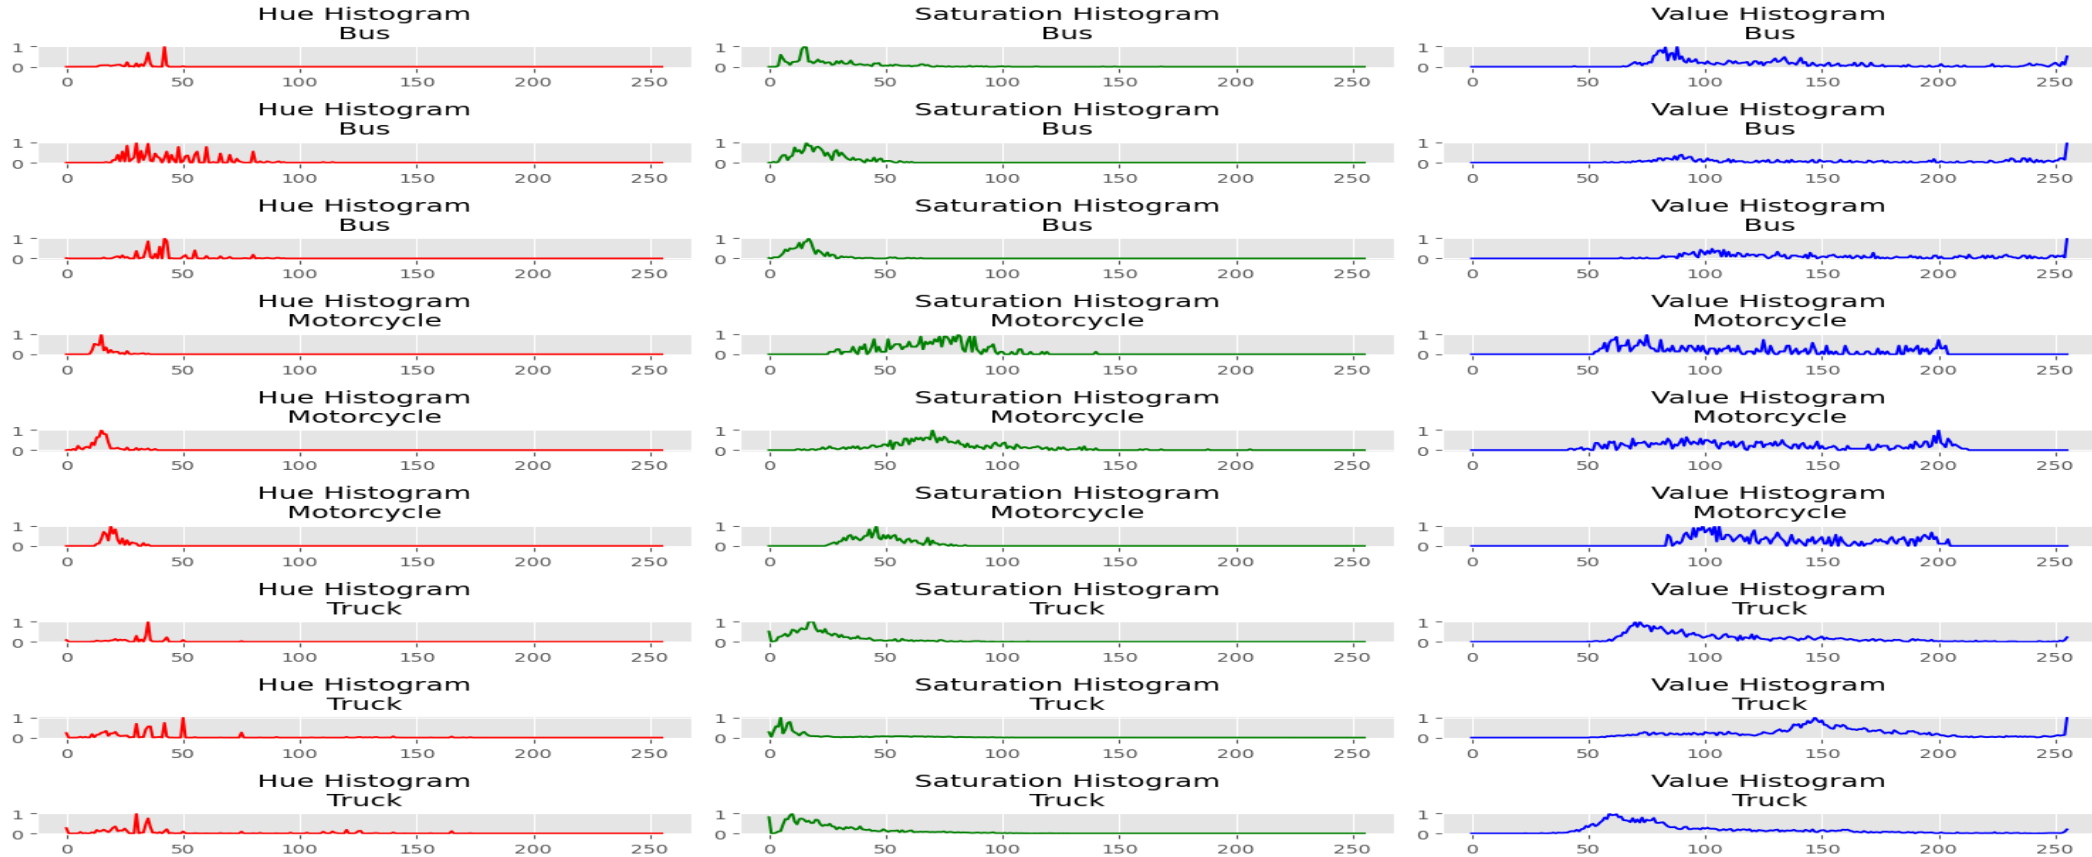 Hue Histogram Saturation Histogram Value Histogram
Bus Bus Bus
1 1 1
0 0 0
0 50 100 150 200 250 0 50 100 150 200 250 0 50 100 150 200 250
Hue Histogram Saturation Histogram Value Histogram
Bus Bus Bus
1 1 1
0 0 0
0 50 100 150 200 250 0 50 100 150 200 250 0 50 100 150 200 250
Hue Histogram Saturation Histogram Value Histogram
Bus Bus Bus
1 1 1
0 0 0
0 50 100 150 200 250 0 50 100 150 200 250 0 50 100 150 200 250
Hue Histogram Saturation Histogram Value Histogram
Motorcycle Motorcycle Motorcycle
1 1 1
0 0 0
0 50 100 150 200 250 0 50 100 150 200 250 0 50 100 150 200 250
Hue Histogram Saturation Histogram Value Histogram
Motorcycle Motorcycle Motorcycle
1 1 1
0 0 0
0 50 100 150 200 250 0 50 100 150 200 250 0 50 100 150 200 250
Hue Histogram Saturation Histogram Value Histogram
Motorcycle Motorcycle Motorcycle
1 1 1
0 0 0
0 50 100 150 200 250 0 50 100 150 200 250 0 50 100 150 200 250
Hue Histogram Saturation Histogram Value Histogram
Truck Truck Truck
1 1 1
0 0 0
0 50 100 150 200 250 0 50 100 150 200 250 0 50 100 150 200 250
Hue Histogram Saturation Histogram Value Histogram
Truck Truck Truck
1 1 1
0 0 0
0 50 100 150 200 250 0 50 100 150 200 250 0 50 100 150 200 250
Hue Histogram Saturation Histogram Value Histogram
Truck Truck Truck
1 1 1
0 0 0
0 50 100 150 200 250 0 50 100 150 200 250 0 50 100 150 200 250